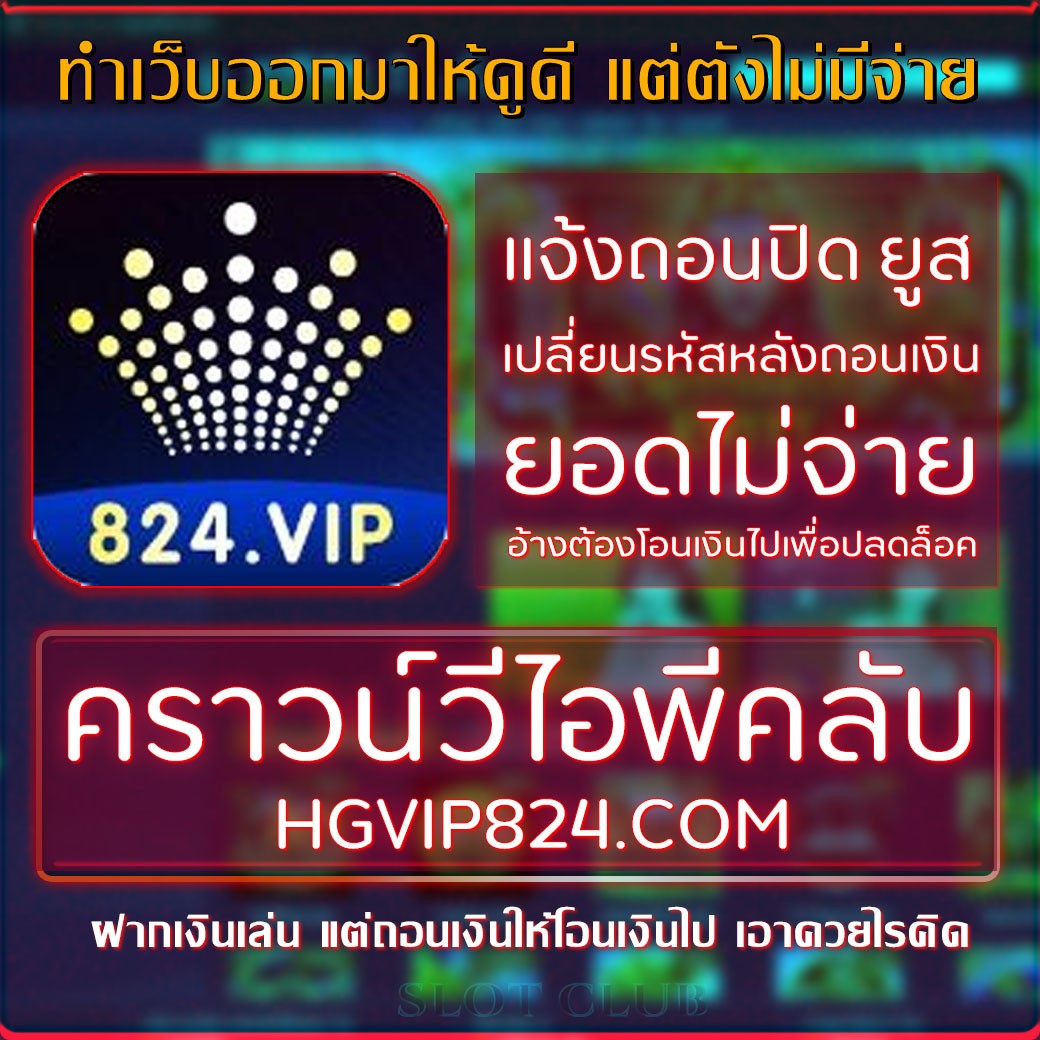 ทำเว็บออกมาให้ดูดี แต่ตังไม่มีจ่าย
824.VIP
แจ้งถอนปิด ยูส
เปลี่ยนรหัสหลังถอนเงิน
ยอดไม่จ่าย
อ้างต้องโอนเงินไปเพื่อปลดล็อค
คราวน์วีไอพีคลับ
HGVIP824.COM
ฝากเงินเล่น แต่ถอนเงินให้โอนเงินไป เอาควยไรคิด
SLOT CLUB